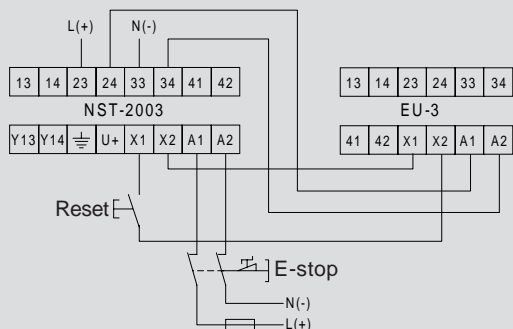 L(+) N(-)
13 14 23 24 33 34 41 42
13 14 23 24 33 34
NST-2003
EU-3
Y13 Y14 U+ X1 X2 A1 A2
41 42 X1 X2 A1 A2
Reset
E-stop
N(-)
L(+)